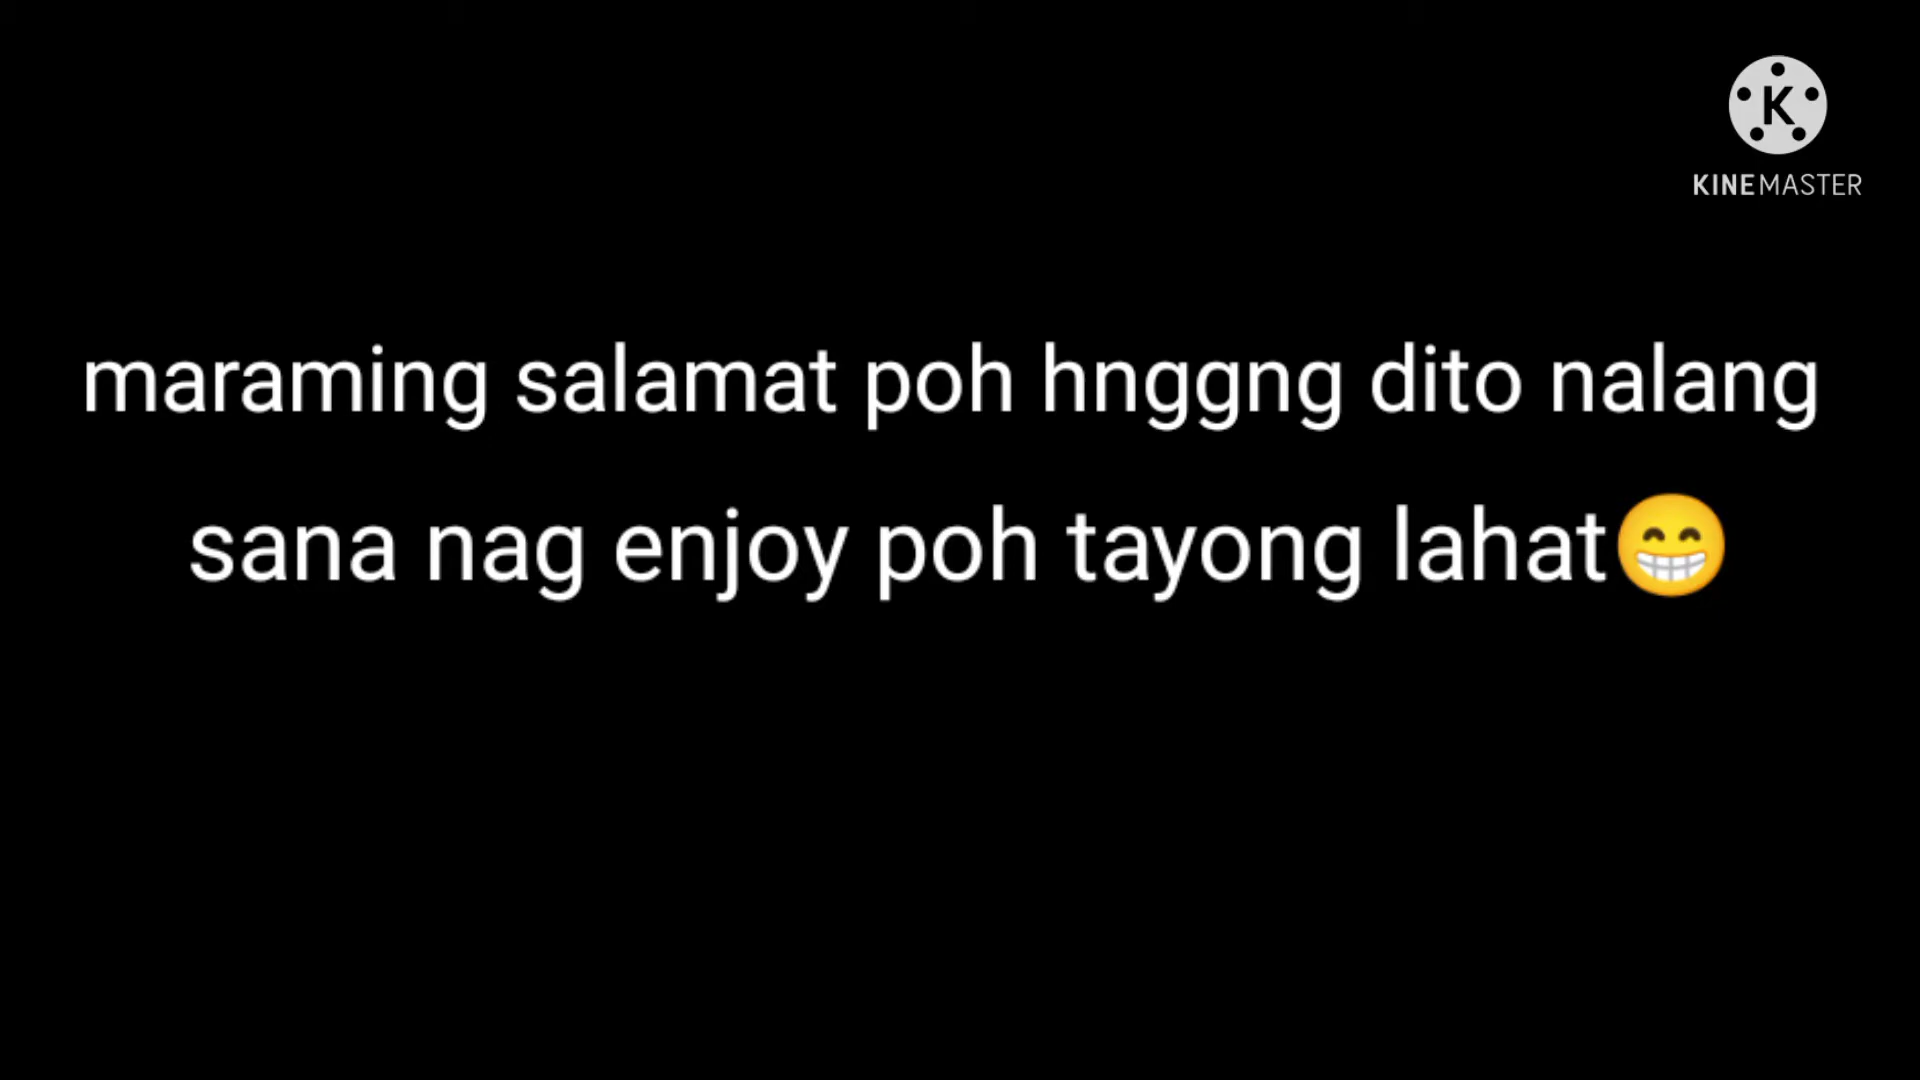 K
KINEMASTER
maraming salamat poh hnggng dito nalang
sana nag enjoy poh tayong lahat😁